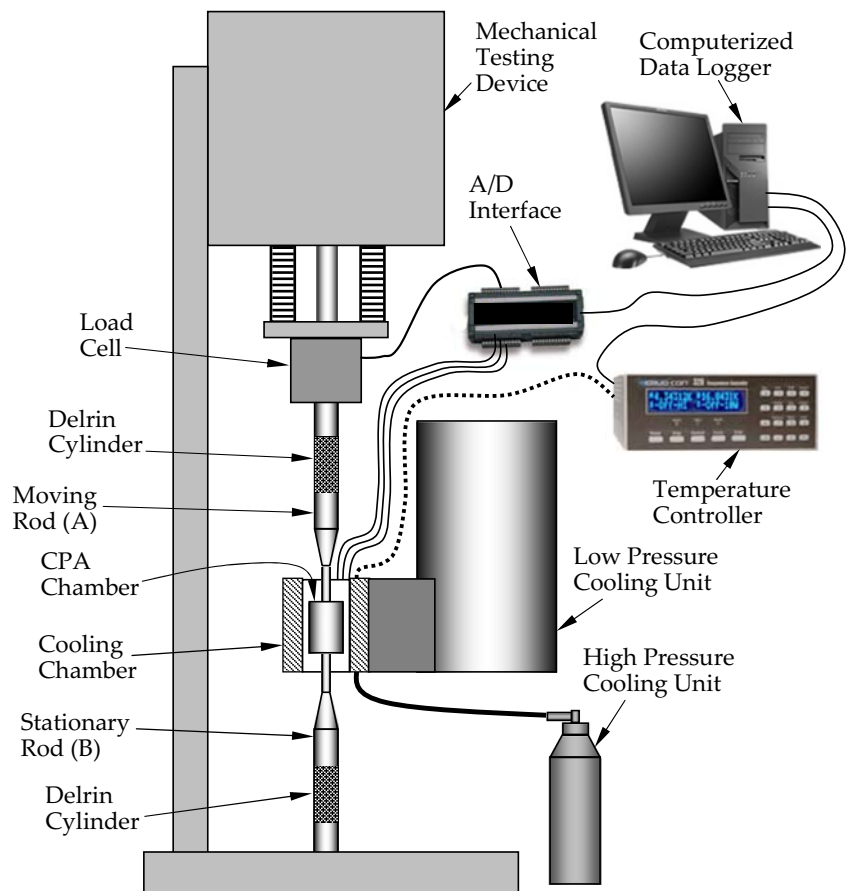 Mechanical
Testing
Device
Computerized
Data Logger
A/D
Interface
Load
Cell
Delrin
Cylinder
Moving
Rod (A)
Temperature
Controller
CPA
Chamber
Low Pressure
Cooling Unit
Cooling
Chamber
High Pressure
Cooling Unit
Stationary
Rod (B)
Delrin
Cylinder